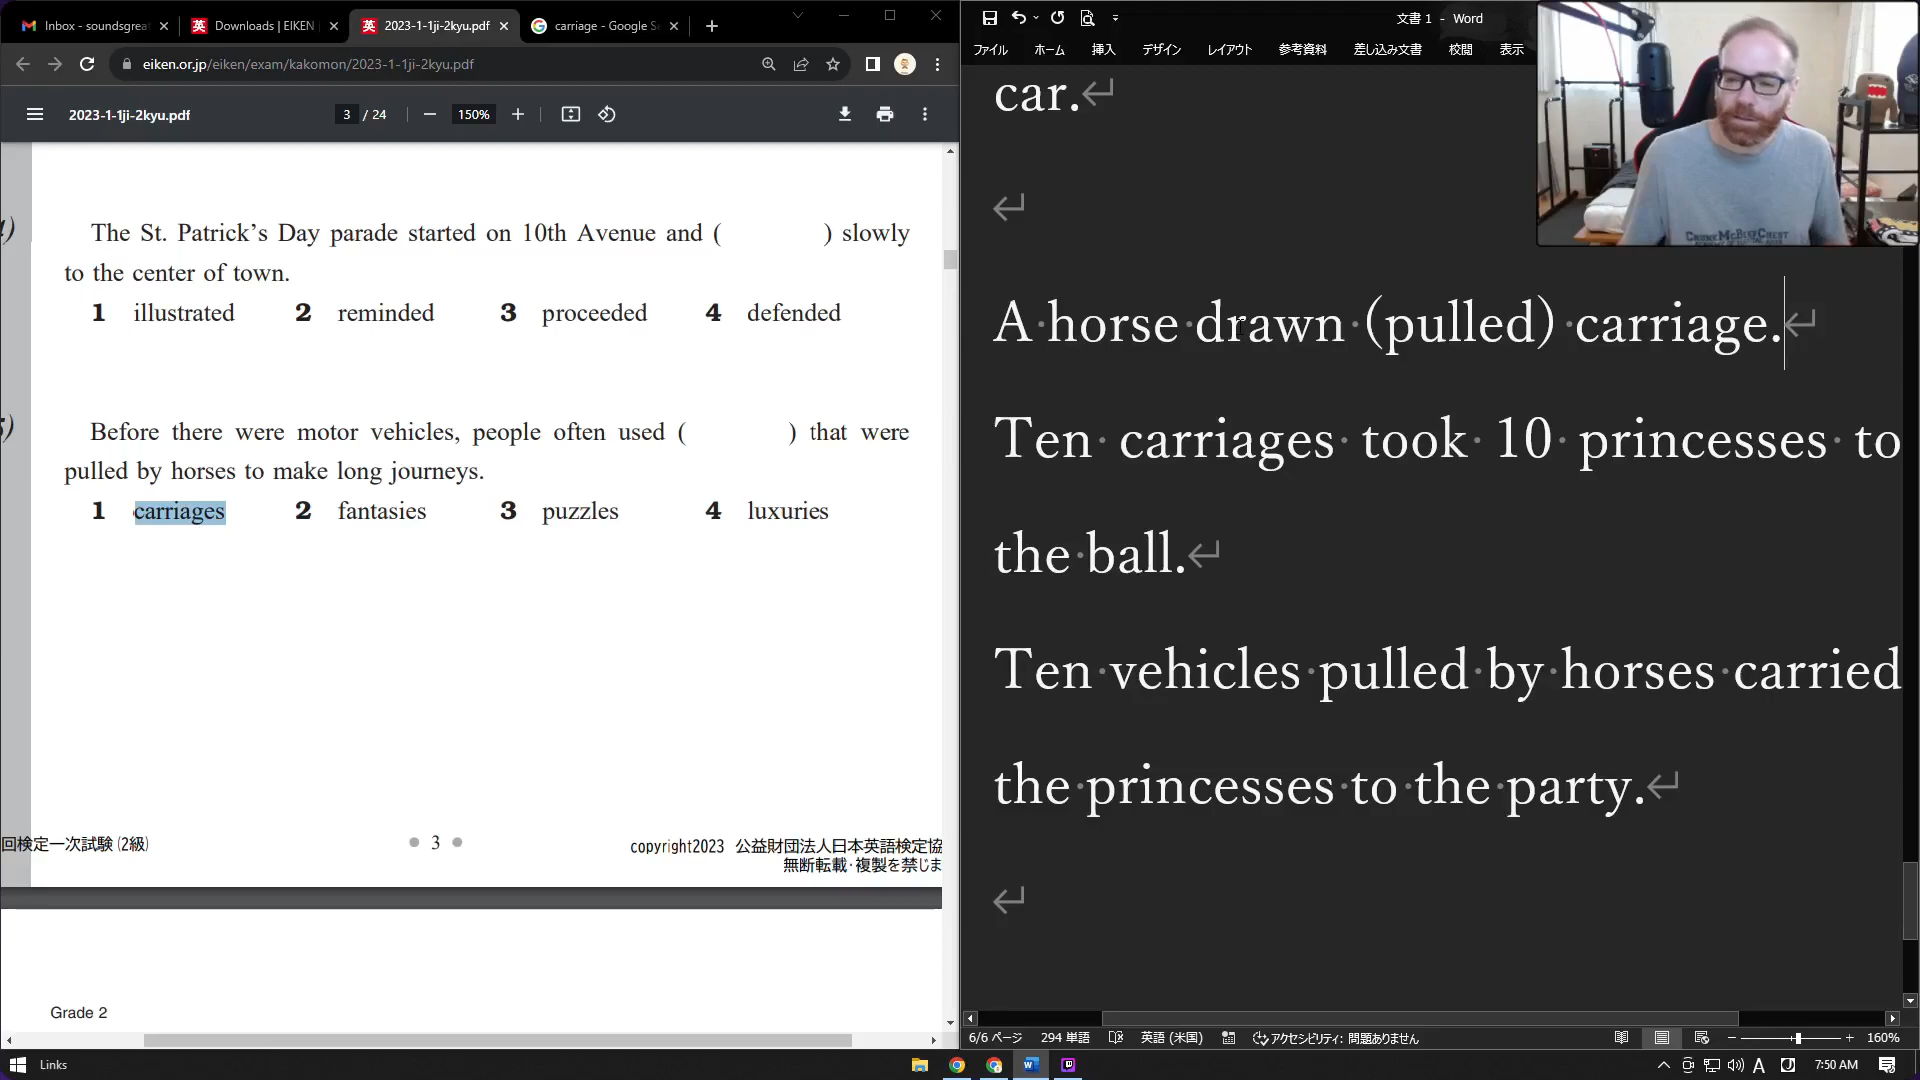 Inbox - soundsgrea
Downloads | EIKEN
2023-1-1ji-2kyu.pdf
carriage - Google Se
eiken.or.jp/eiken/exam/kakomon/2023-1-1ji-2kyu.pdf
2023-1-1ji-2kyu.pdf
3 / 24
150%
The St. Patrick's Day parade started on 10th Avenue and ( ) slowly
to the center of town.
1 illustrated 2 reminded 3 proceeded 4 defended
5)
Before there were motor vehicles, people often used ( ) that were
pulled by horses to make long journeys.
1 carriages 2 fantasies 3 puzzles 4 luxuries
回検定一次試験 (2級)
3
copyright2023 公益財団法人日本英語検定協
無断転載・複製を禁じま
Grade 2
文書 1 - Word
ファイル ホーム 挿入 デザイン レイアウト 参考資料 差し込み文書 校閲 表示
car.
A horse drawn (pulled) carriage.
Ten carriages took 10 princesses to
the ball.
Ten vehicles pulled by horses carried
the princesses to the party.
6/6 ページ 294 単語 英語 (米国) アクセシビリティ: 問題ありません 160%
Links
A
7:50 AM